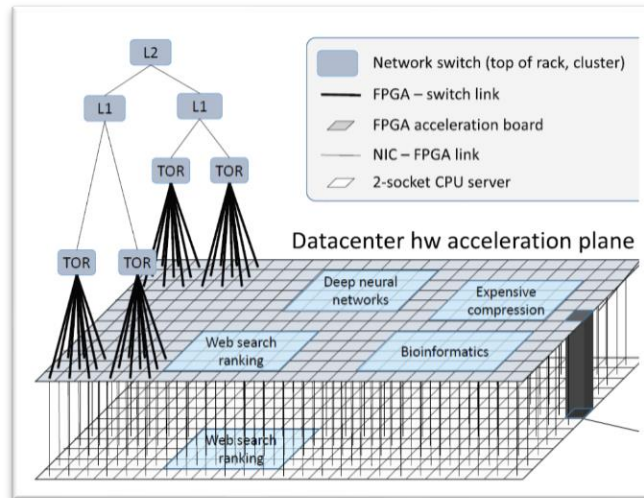 L2
L1
L1
TOR
TOR
TOR
TOR
Network switch (top of rack, cluster)
FPGA – switch link
FPGA acceleration board
NIC – FPGA link
2-socket CPU server
Datacenter hw acceleration plane
Deep neural
networks
Expensive
compression
Web search
ranking
Bioinformatics
Web search
ranking